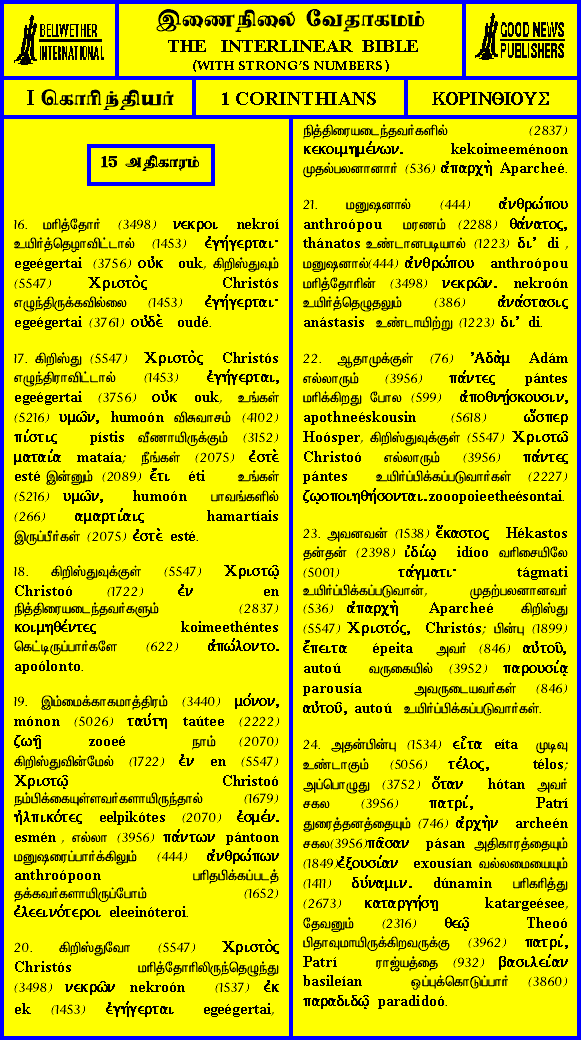 BELLWETHER
INTERNATIONAL
இணைநிலை வேதாகமம்
THE INTERLINEAR BIBLE
(WITH STRONG'S NUMBERS)
GOOD NEWS
PUBLISHERS
I கொரிந்தியர்
1 CORINTHIANS
ΚΟΡΙΝΘΙΟΥΣ
15 அதிகாரம்
16. மரித்தோர் (3498) νεκροι nekroí
உயிர்த்தெழாவிட்டால் (1453) ἐγήγερται·
egeégertai (3756) οὐκ ouk, கிறிஸ்துவும்
(5547) Χριστὸς Christós
எழுந்திருக்கவில்லை (1453) ἐγήγερται·
egeégertai (3761) οὐδὲ oudé.
17. கிறிஸ்து (5547) Χριστὸς Christós
எழுந்திராவிட்டால் (1453) ἐγήγερται,
egeégertai (3756) οὐκ ouk, உங்கள்
(5216) υμῶν, humoón விசுவாசம் (4102)
πίστις pístis வீணாயிருக்கும் (3152)
ματαία mataía; நீங்கள் (2075) ἐστὲ
esté இன்னும் (2089) ἔτι éti உங்கள்
(5216) υμῶν, humoón பாவங்களில்
(266) αμαρτίαις hamartíais
இருப்பீர்கள் (2075) ἐστὲ esté.
18. கிறிஸ்துவுக்குள் (5547) Χριστῷ
Christoó (1722) ἐν en
நித்திரையடைந்தவர்களும் (2837)
κοιμηθέντες koimeethéntes
கெட்டிருப்பார்களே (622) ἀπώλοντο.
apoólonto.
19. இம்மைக்காகமாத்திரம் (3440) μόνον,
mónon (5026) ταύτη taútee (2222)
ζωῇ zooeé நாம் (2070)
கிறிஸ்துவின்மேல் (1722) ἐν en (5547)
Χριστῷ Christoó
நம்பிக்கையுள்ளவர்களாயிருந்தால் (1679)
ἠλπικότες eelpikótes (2070) ἐσμέν.
esmén , எல்லா (3956) πάντων pántoon
மனுஷரைப்பார்க்கிலும் (444) ἀνθρώπων
anthroópoon பரிதபிக்கப்படத்
தக்கவர்களாயிருப்போம் (1652)
ἐλεεινότεροι eleeinóteroi.
20. கிறிஸ்துவோ (5547) Χριστὸς
Christós மரித்தோரிலிருந்தெழுந்து
(3498) νεκρῶν nekroón (1537) ἐκ
ek (1453) ἐγήγερται egeégertai,
நித்திரையடைந்தவர்களில் (2837)
κεκοιμημένων. kekoimeeménoon
முதல்பலனானார் (536) ἀπαρχὴ Aparcheé.
21. மனுஷனால் (444) ἀνθρώπου
anthroópou மரணம் (2288) θάνατος,
thánatos உண்டானபடியால் (1223) δι’ di ,
மனுஷனால்(444) ἀνθρώπου anthroópou
மரித்தோரின் (3498) νεκρῶν. nekroón
உயிர்த்தெழுதலும் (386) ἀνάστασις
anástasis உண்டாயிற்று (1223) δι’ di.
22. ஆதாமுக்குள் (76) ’Αδὰμ Adám
எல்லாரும் (3956) πάντες pántes
மரிக்கிறது போல (599) ἀποθνήσκουσιν,
apothneéskousin (5618) ὥσπερ
Hoósper, கிறிஸ்துவுக்குள் (5547) Χριστῶ
Christoó எல்லாரும் (3956) πάντες
pántes உயிர்ப்பிக்கப்படுவார்கள் (2227)
ζῳοποιηθήσονται.zooopoieetheésontai.
23. அவனவன் (1538) ἕκαστος Hékastos
தன்தன் (2398) ἰδίῳ idíoo வரிசையிலே
(5001) τάγματι· tágmati
உயிர்ப்பிக்கப்படுவான், முதற்பலனானவர்
(536) ἀπαρχὴ Aparcheé கிறிஸ்து
(5547) Χριστός, Christós; பின்பு (1899)
ἔπειτα épeita அவர் (846) αὐτοῦ,
autoú வருகையில் (3952) παρουσίᾳ
parousía அவருடையவர்கள் (846)
αὐτοῦ, autoú உயிர்ப்பிக்கப்படுவார்கள்.
24. அதன்பின்பு (1534) εἶτα eíta முடிவு
உண்டாகும் (5056) τέλος, télos;
அப்பொழுது (3752) ὅταν hótan அவர்
சகல (3956) πατρί, Patrí
துரைத்தனத்தையும் (746) ἀρχὴν archeén
சகல(3956)πᾶσαν pásan அதிகாரத்தையும்
(1849)ἐξουσίαν exousían வல்லமையையும்
(1411) δύναμιν. dúnamin பரிகரித்து
(2673) καταργήσῃ katargeésee,
தேவனும் (2316) θεῷ Theoó
பிதாவுமாயிருக்கிறவருக்கு (3962) πατρί,
Patrí ராஜ்யத்தை (932) βασιλείαν
basileían ஒப்புக்கொடுப்பார் (3860)
παραδιδῷ paradidoó.